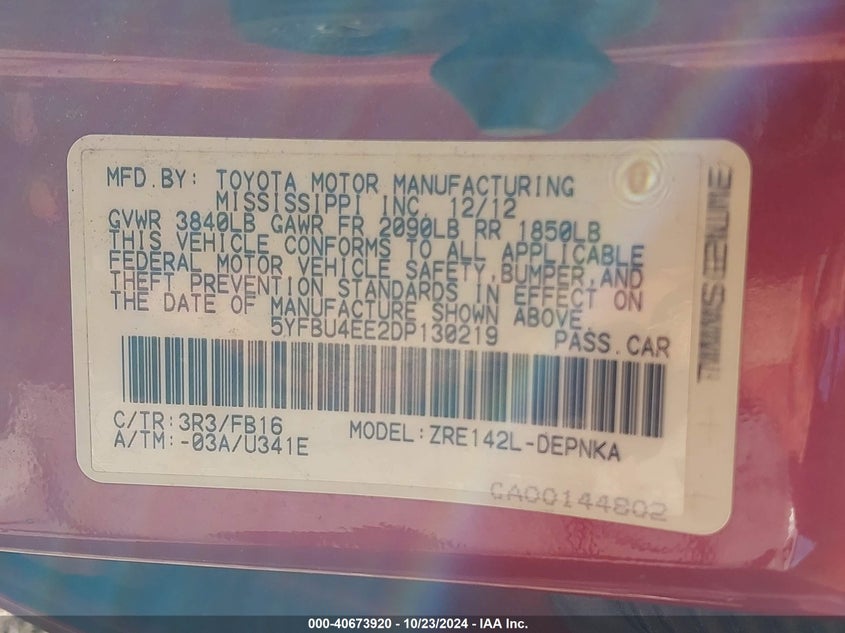 MFD.BY: TOYOTA MOTOR MANUFACTURING
MISSISSIPPI INC. 12/12
GVWR 3840LB GAWR FR 2090LB RR 1850LB
THIS VEHICLE CONFORMS TO ALL APPLICABLE
FEDERAL MOTOR VEHICLE SAFETY,BUMPER,AND
THEFT PREVENTION STANDARDS IN EFFECT ON
THE DATE OF MANUFACTURE SHOWN ABOVE.
5YFBU4EE2DP130219 PASS.CAR
C/TR:3R3/FB16 MODEL:ZRE142L-DEPNKA
A/TM:-03A/U341E
CA00144802
000-40673920 - 10/23/2024 - IAA Inc.